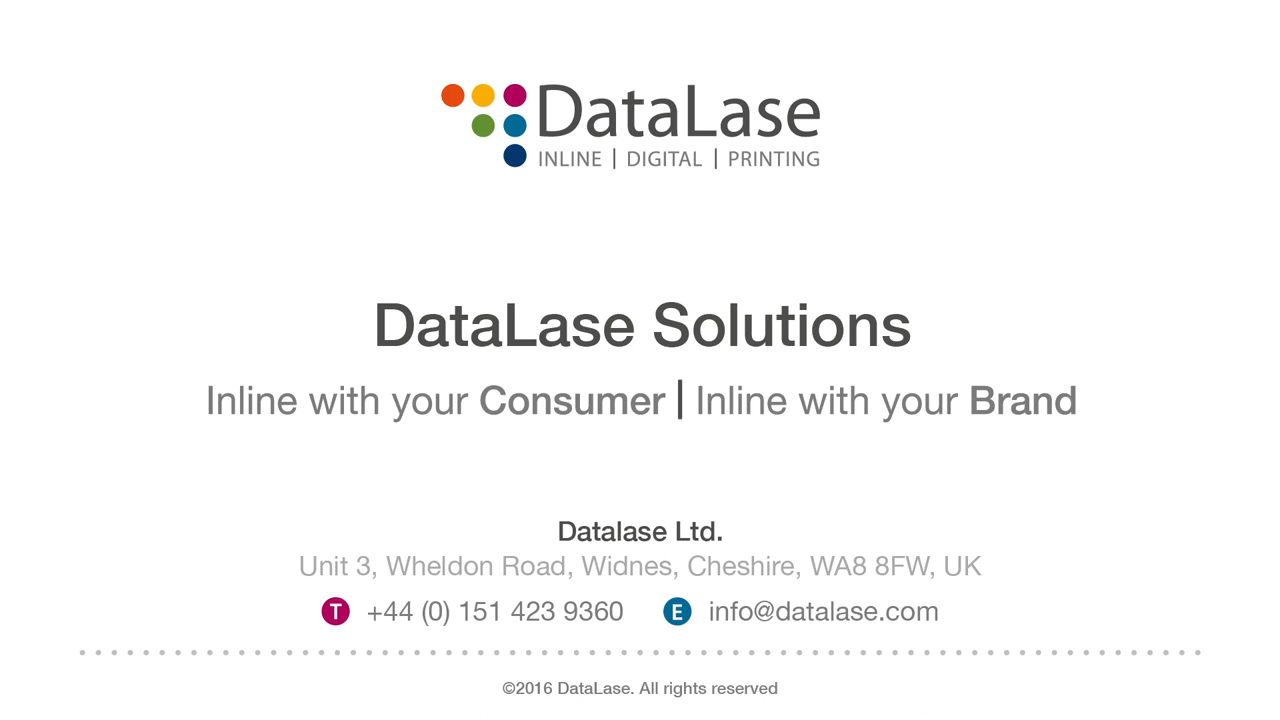 DataLase
INLINE | DIGITAL | PRINTING
DataLase Solutions
Inline with your Consumer | Inline with your Brand
Datalase Ltd.
Unit 3, Wheldon Road, Widnes, Cheshire, WA8 8FW, UK
T +44 (0) 151 423 9360 E info@datalase.com
©2016 DataLase. All rights reserved